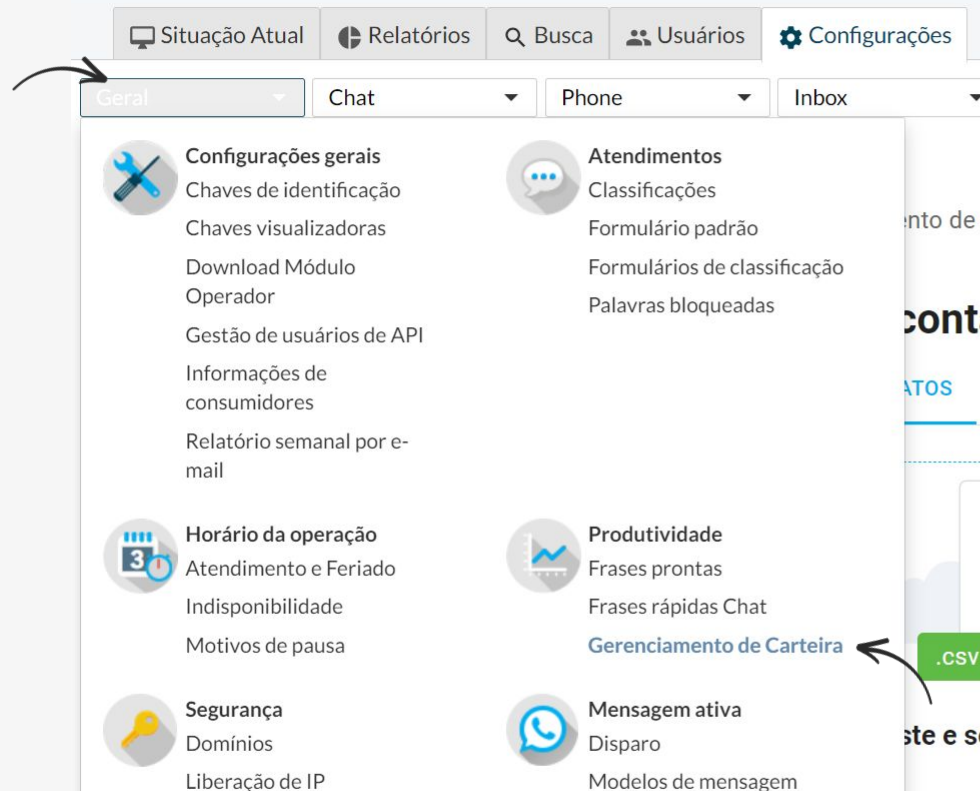 Situação Atual
Relatórios
Busca
Usuários
Configurações
Geral
Chat
Phone
Inbox
Configurações gerais
Chaves de identificação
Chaves visualizadoras
Download Módulo
Operador
Gestão de usuários de API
Informações de
consumidores
Relatório semanal por e-
mail
Atendimentos
Classificações
Formulário padrão
Formulários de classificação
Palavras bloqueadas
Horário da operação
3
Atendimento e Feriado
Indisponibilidade
Motivos de pausa
Produtividade
Frases prontas
Frases rápidas Chat
Gerenciamento de Carteira
Segurança
Domínios
Liberação de IP
Mensagem ativa
Disparo
Modelos de mensagem
ento de
cont
ATOS
.csv
ste e s